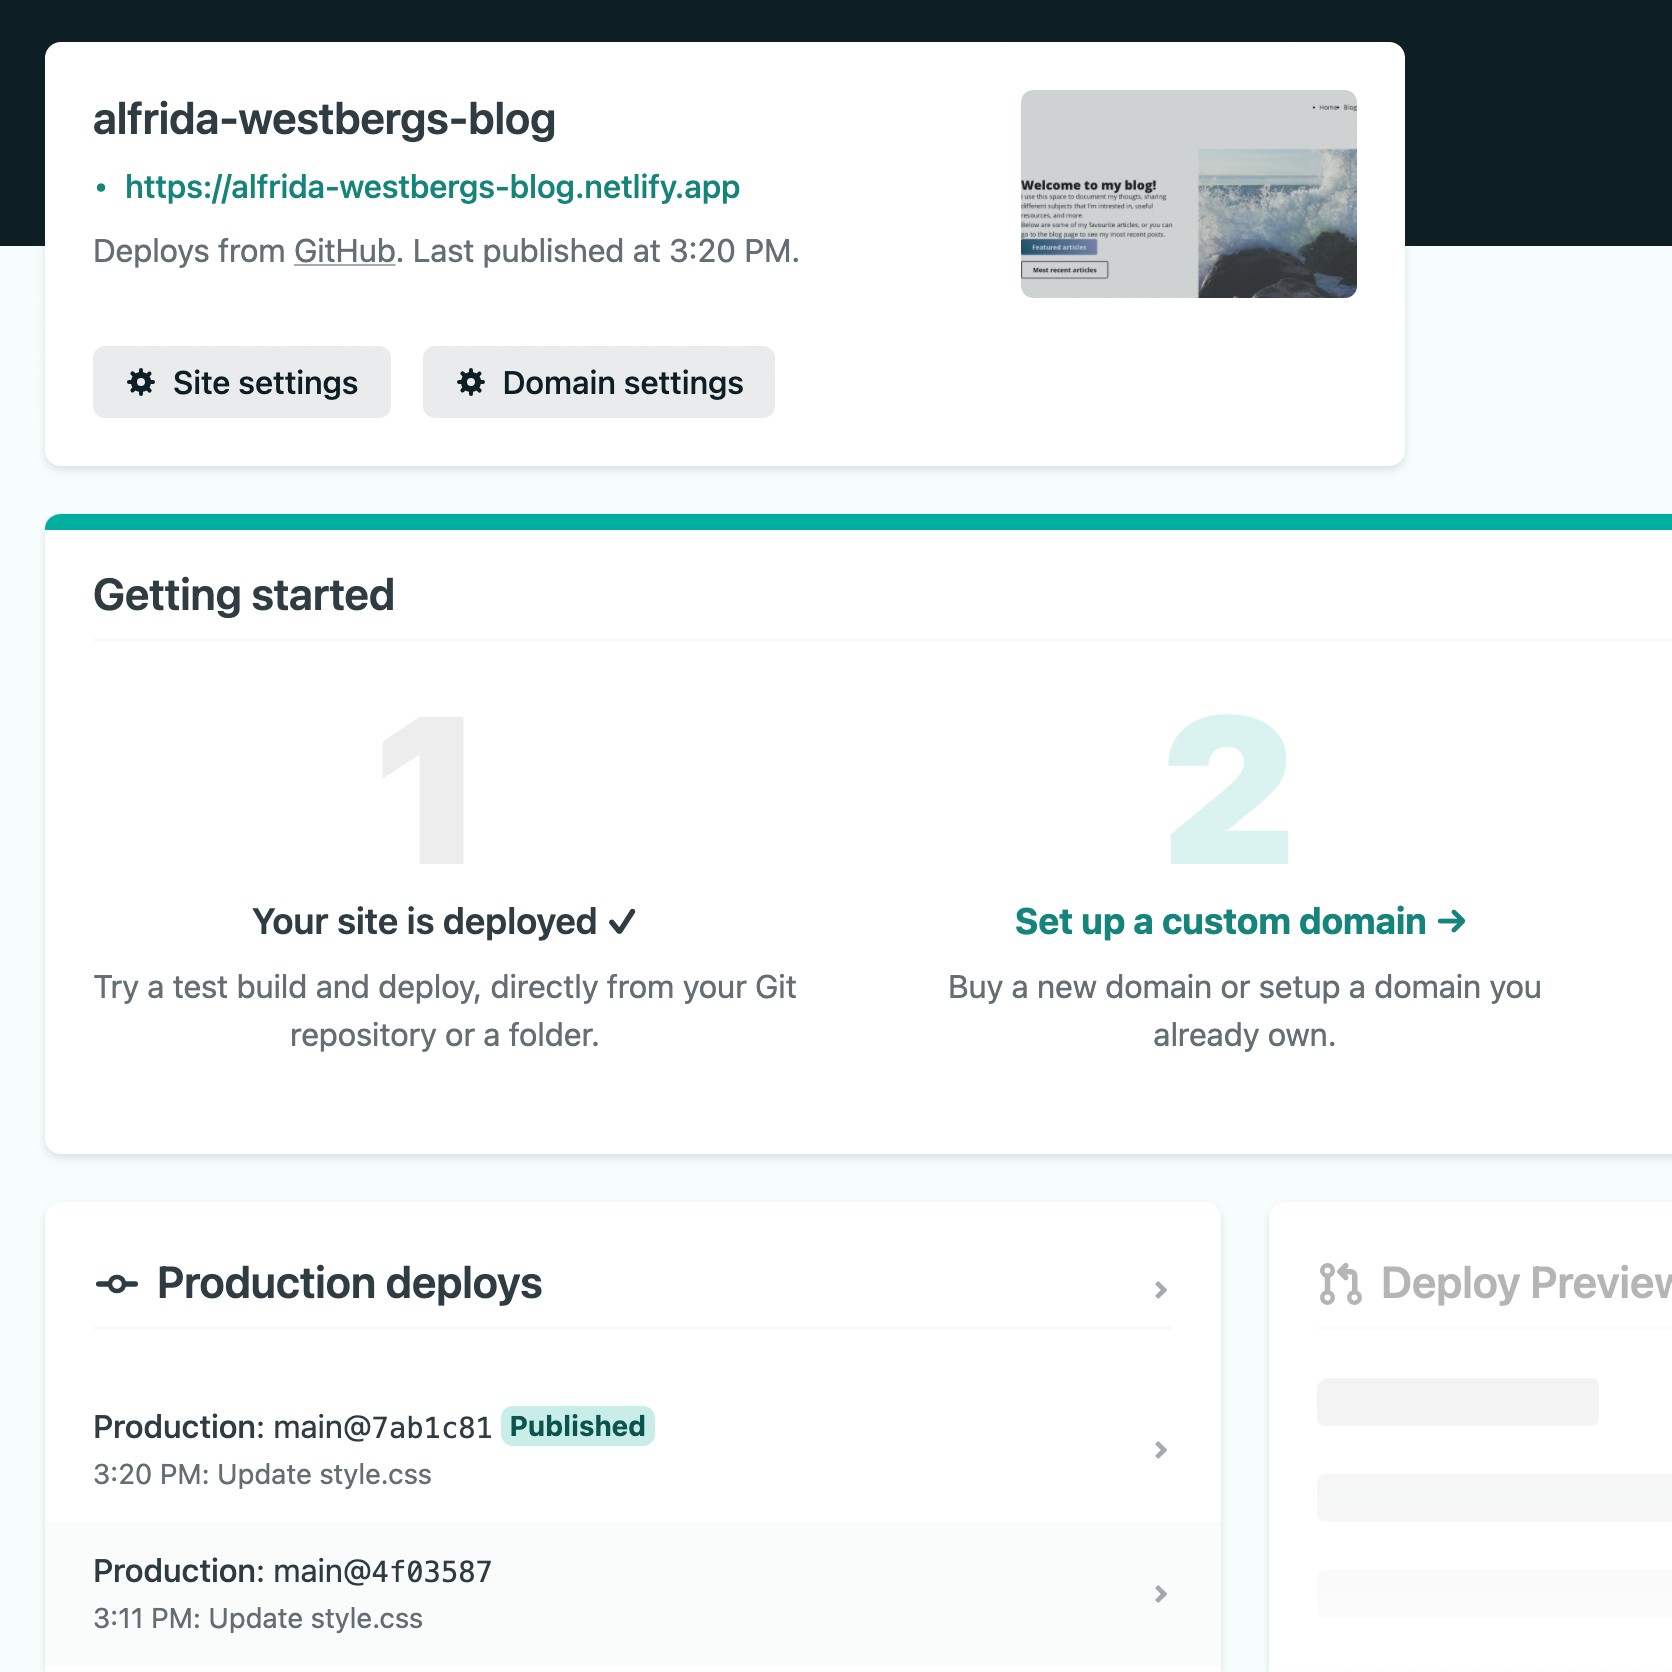 alfrida-westbergs-blog
• https://alfrida-westbergs-blog.netlify.app
Deploys from GitHub. Last published at 3:20 PM.
• Home• Blog
Welcome to my blog!
I use this space to document my thougts, sharing
different subjects that I'm intrested in, useful
resources, and more.
Below are some of my favourite articles, or you can
go to the blog page to see my most recent posts.
Featured articles
Most recent articles
Site settings
Domain settings
Getting started
1
Your site is deployed ✓
Try a test build and deploy, directly from your Git
repository or a folder.
2
Set up a custom domain →
Buy a new domain or setup a domain you
already own.
Production deploys
Production: main@7ab1c81 Published
3:20 PM: Update style.css
Production: main@4f03587
3:11 PM: Update style.css
Deploy Preview